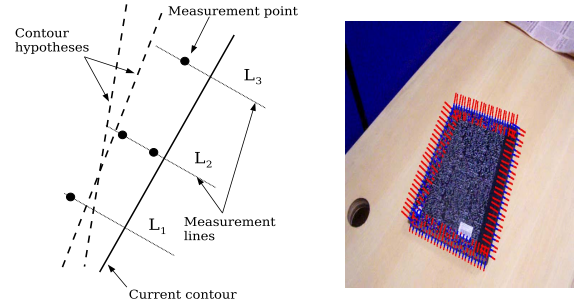 Measurement point
Contour
hypotheses
L3
L2
Measurement
lines
L1
Current contour